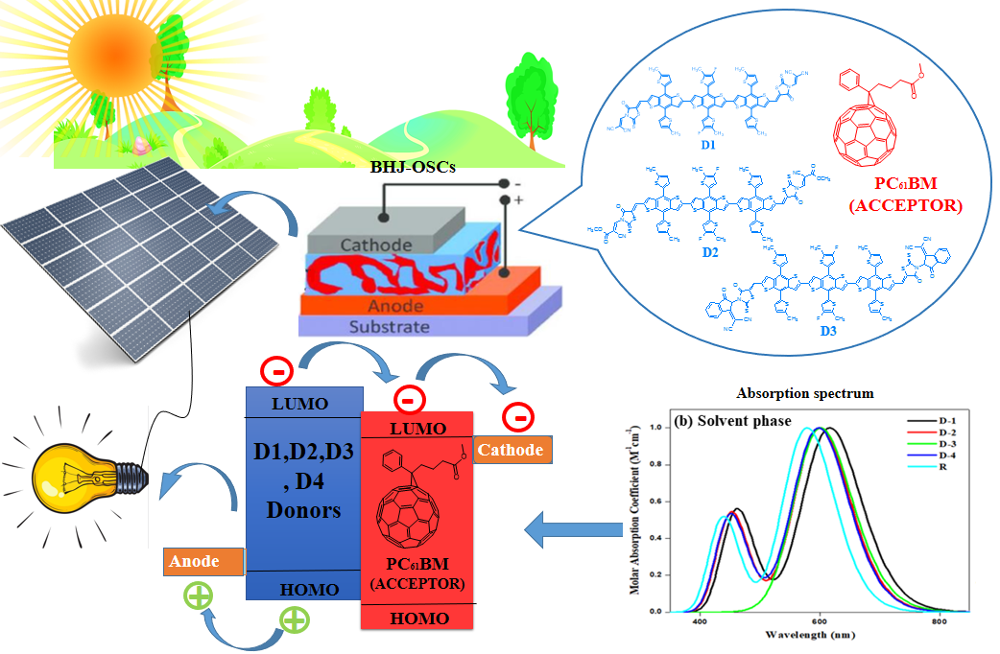 BHJ-OSCs
-
+
Cathode
Anode
Substrate
D1
D2
D3
PC61BM
(ACCEPTOR)
LUMO
D1,D2,D3
, D4
Donors
HOMO
LUMO
PC61BM
(ACCEPTOR)
HOMO
Cathode
Anode
Absorption spectrum
(b) Solvent phase
D-1
D-2
D-3
D-4
R
Molar Absorption Coefficient (M-1cm-1)
1.0
0.8
0.6
0.4
0.2
0.0
400
600
800
Wavelength (nm)